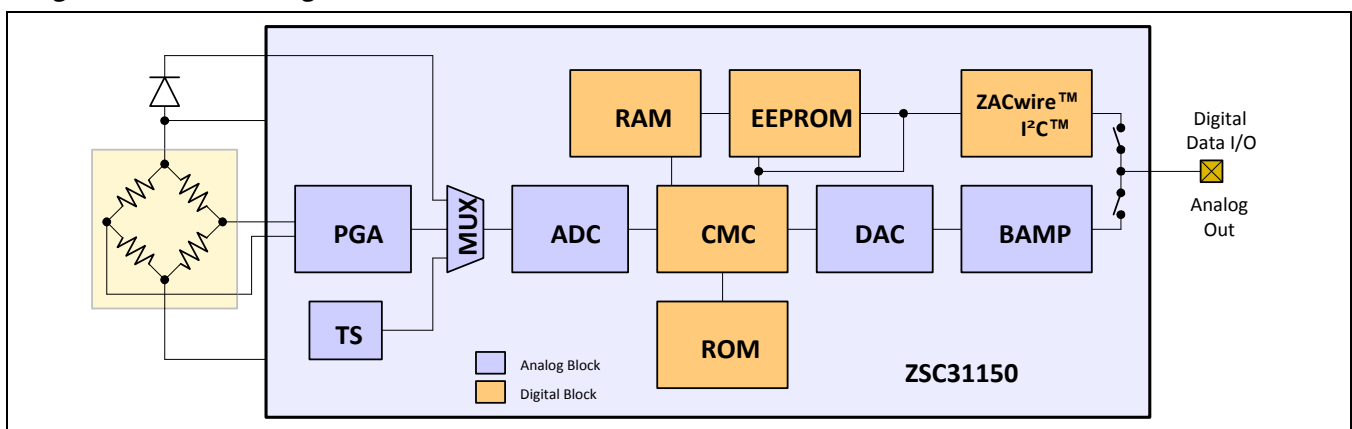 RAM
EEPROM
ZACwire™
I²C™
Digital
Data I/O
PGA
MUX
ADC
CMC
DAC
BAMP
Analog
Out
TS
ROM
Analog Block
Digital Block
ZSC31150